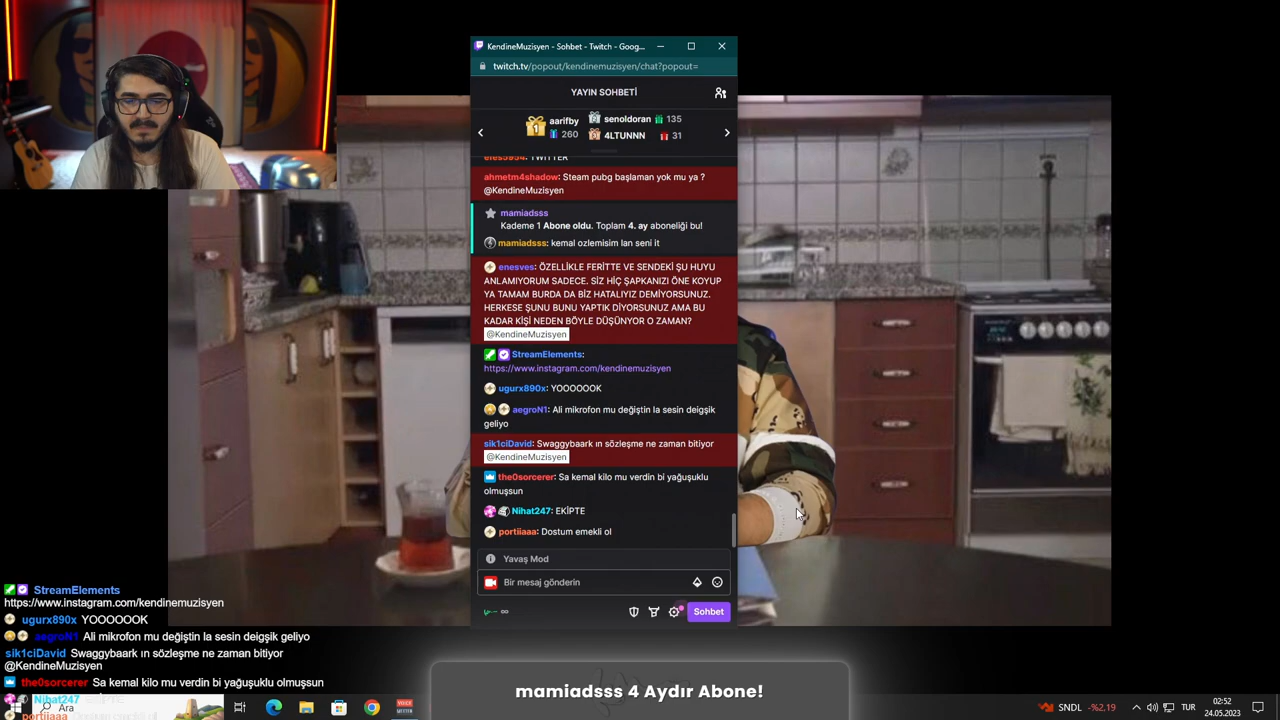 KendineMuzisyen - Sohbet - Twitch - Goog...
twitch.tv/popout/kendinemuzisyen/chat?popout=
YAYIN SOHBETİ
1 aarifby 260
senoldoran 135
4LTUNNN 31
efes5954: TWITTER
ahmetm4shadow: Steam pubg başlaman yok mu ya ?
@KendineMuzisyen
mamiadsss
Kademe 1 Abone oldu. Toplam 4. ay aboneliği bu!
mamiadsss: kemal ozlemisim lan seni it
enesves: ÖZELLİKLE FERİTTE VE SENDEKİ ŞU HUYU
ANLAMIYORUM SADECE. SİZ HİÇ ŞAPKANIZI ÖNE KOYUP
YA TAMAM BURDA DA BİZ HATALIYIZ DEMİYORSUNUZ.
HERKESE ŞUNU BUNU YAPTIK DİYORSUNUZ AMA BU
KADAR KİŞİ NEDEN BÖYLE DÜŞÜNYOR O ZAMAN?
@KendineMuzisyen
StreamElements:
https://www.instagram.com/kendinemuzisyen
ugurx890x: YOOOOOOK
aegroN1: Ali mikrofon mu değiştin la sesin deigşik
geliyo
sik1ciDavid: Swaggybaark ın sözleşme ne zaman bitiyor
@KendineMuzisyen
the0sorcerer: Sa kemal kilo mu verdin bi yağuşuklu
olmuşsun
Nihat247: EKİPTE
portiiaaa: Dostum emekli ol
Yavaş Mod
Bir mesaj gönderin
Sohbet
StreamElements
https://www.instagram.com/kendinemuzisyen
ugurx890x YOOOOOOK
aegroN1 Ali mikrofon mu değiştin la sesin deigşik geliyo
sik1ciDavid Swaggybaark ın sözleşme ne zaman bitiyor
@KendineMuzisyen
the0sorcerer Sa kemal kilo mu verdin bi yağuşuklu olmuşsun
Nihat247
portiiaaa Dostum emekli ol
mamiadsss 4 Aydır Abone!
Ara
SNDL -%2.19
TUR
02:52
24.05.2023